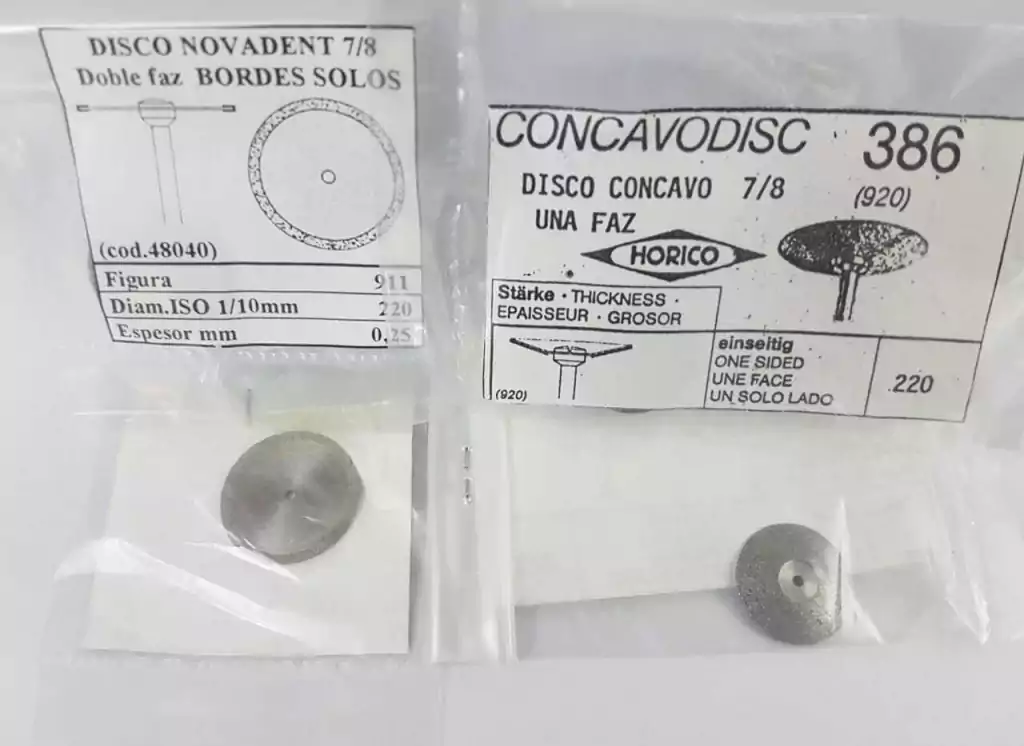 DISCO NOVADENT 7/8
Doble faz BORDES SOLOS
(cod.48040)
Figura 911
Diam.ISO 1/10mm 220
Espesor mm 0,25
CONCAVODISC 386
DISCO CONCAVO 7/8 (920)
UNA FAZ
HORICO
Stärke · THICKNESS ·
EPAISSEUR · GROSOR
(920)
einseitig
ONE SIDED
UNE FACE
UN SOLO LADO
220